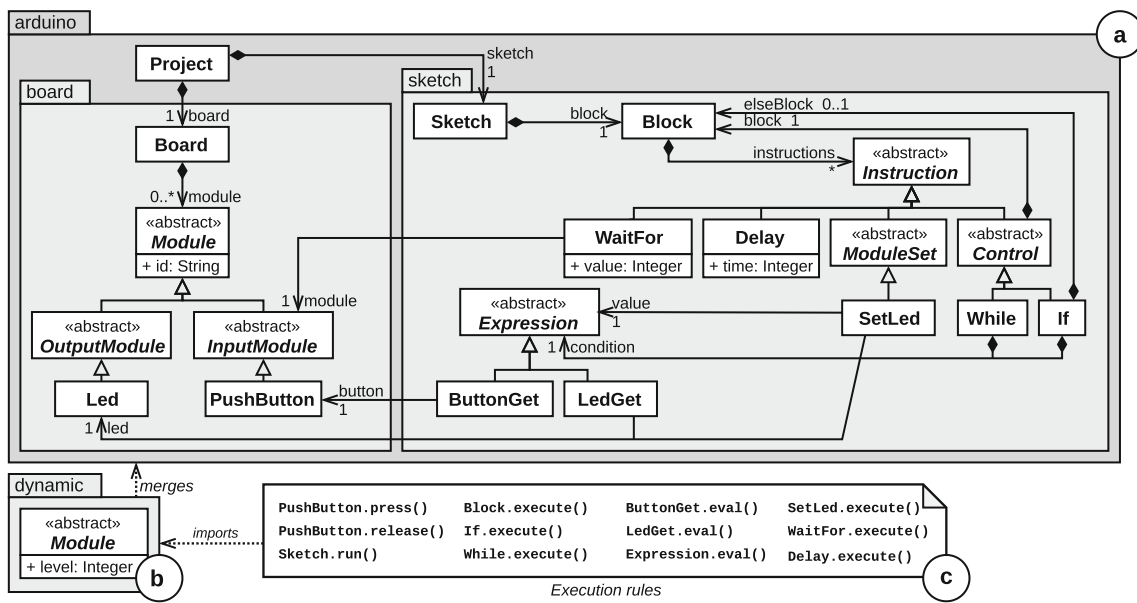 arduino
a
Project
sketch
1
board
sketch
1 board
Sketch
block
1
Block
elseBlock 0..1
block 1
Board
instructions
*
«abstract»
Instruction
0..* module
«abstract»
Module
+ id: String
WaitFor
+ value: Integer
Delay
+ time: Integer
«abstract»
ModuleSet
«abstract»
Control
1 module
«abstract»
Expression
value
1
SetLed
While
If
«abstract»
OutputModule
«abstract»
InputModule
1 condition
Led
PushButton
button
1
ButtonGet
LedGet
1 led
dynamic
merges
«abstract»
Module
+ level: Integer
b
imports
PushButton.press()
PushButton.release()
Sketch.run()
Block.execute()
If.execute()
While.execute()
ButtonGet.eval()
LedGet.eval()
Expression.eval()
SetLed.execute()
WaitFor.execute()
Delay.execute()
c
Execution rules